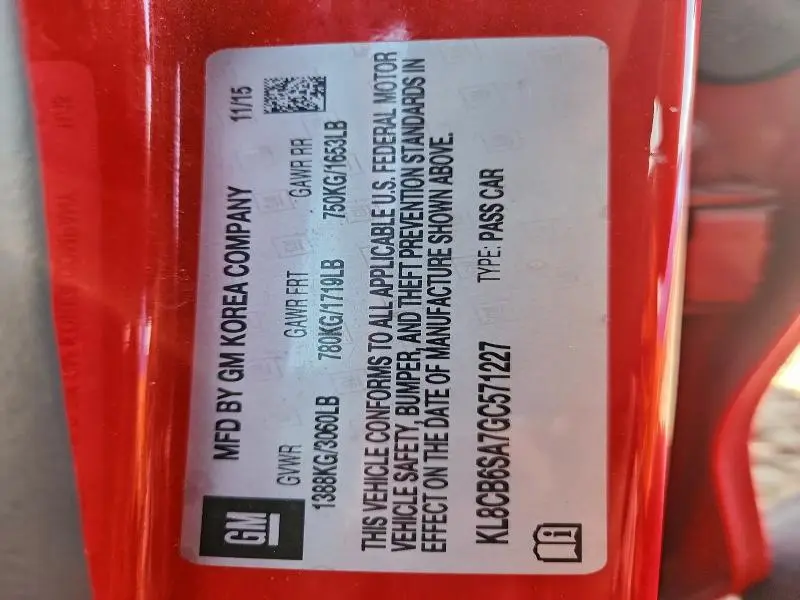 GM
MFD BY GM KOREA COMPANY 11/15
GVWR GAWR FRT GAWR RR
1388KG/3060LB 780KG/1719LB 750KG/1653LB
THIS VEHICLE CONFORMS TO ALL APPLICABLE U.S. FEDERAL MOTOR
VEHICLE SAFETY, BUMPER, AND THEFT PREVENTION STANDARDS IN
EFFECT ON THE DATE OF MANUFACTURE SHOWN ABOVE.
KL8CB6SA7GC571227 TYPE: PASS CAR